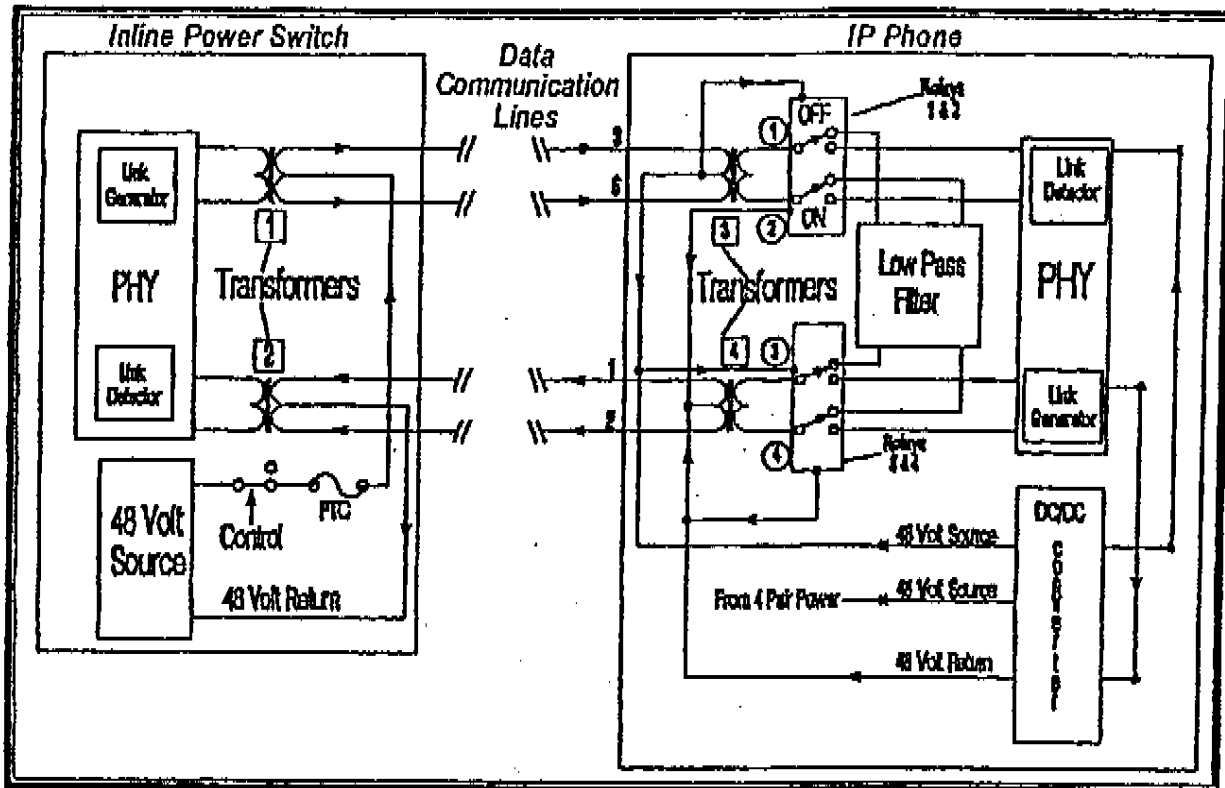 Inline Power Switch
IP Phone
Data
Communication
Lines
Relays
1 & 2
OFF
1
3
6
2
ON
Link
Generator
PHY
Transformers
1
3
Low Pass
Filter
Link
Detector
PHY
2
Link
Detector
4
3
1
2
4
Relays
Link
Generator
48 Volt
Source
Control
PTC
48 Volt Return
48 Volt Source
From 4 Pair Power
48 Volt Source
48 Volt Return
DC/DC
Converter
Transformers